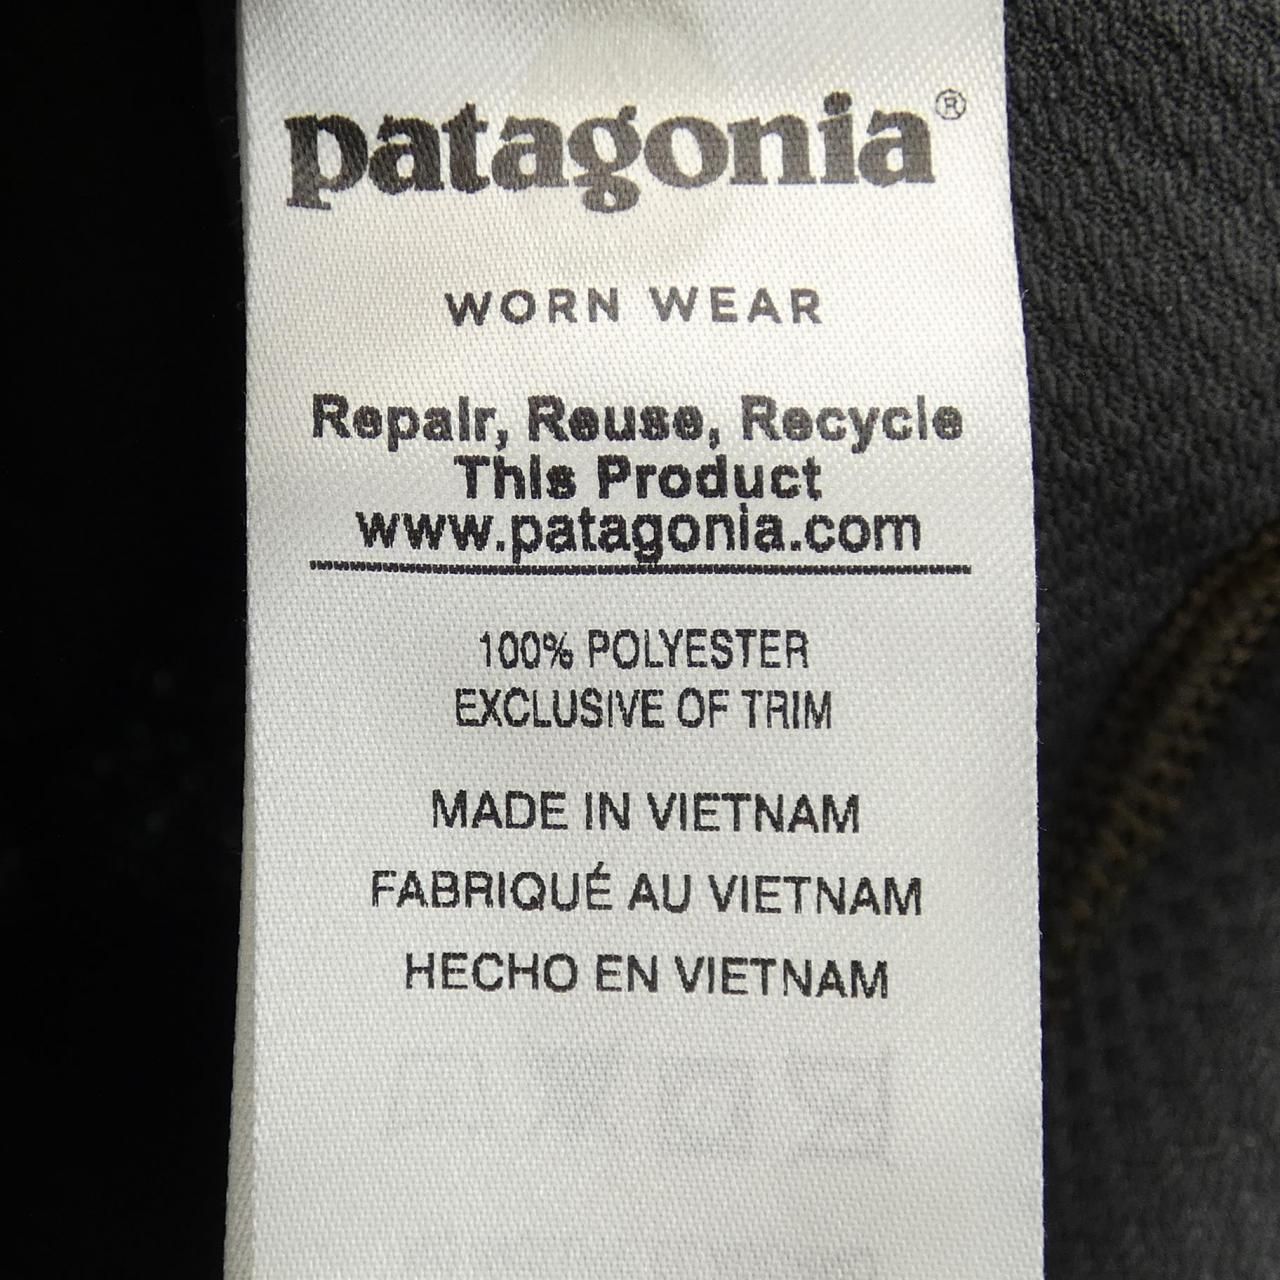 patagonia®
WORN WEAR
Repair, Reuse, Recycle
This Product
www.patagonia.com
100% POLYESTER
EXCLUSIVE OF TRIM
MADE IN VIETNAM
FABRIQUÉ AU VIETNAM
HECHO EN VIETNAM